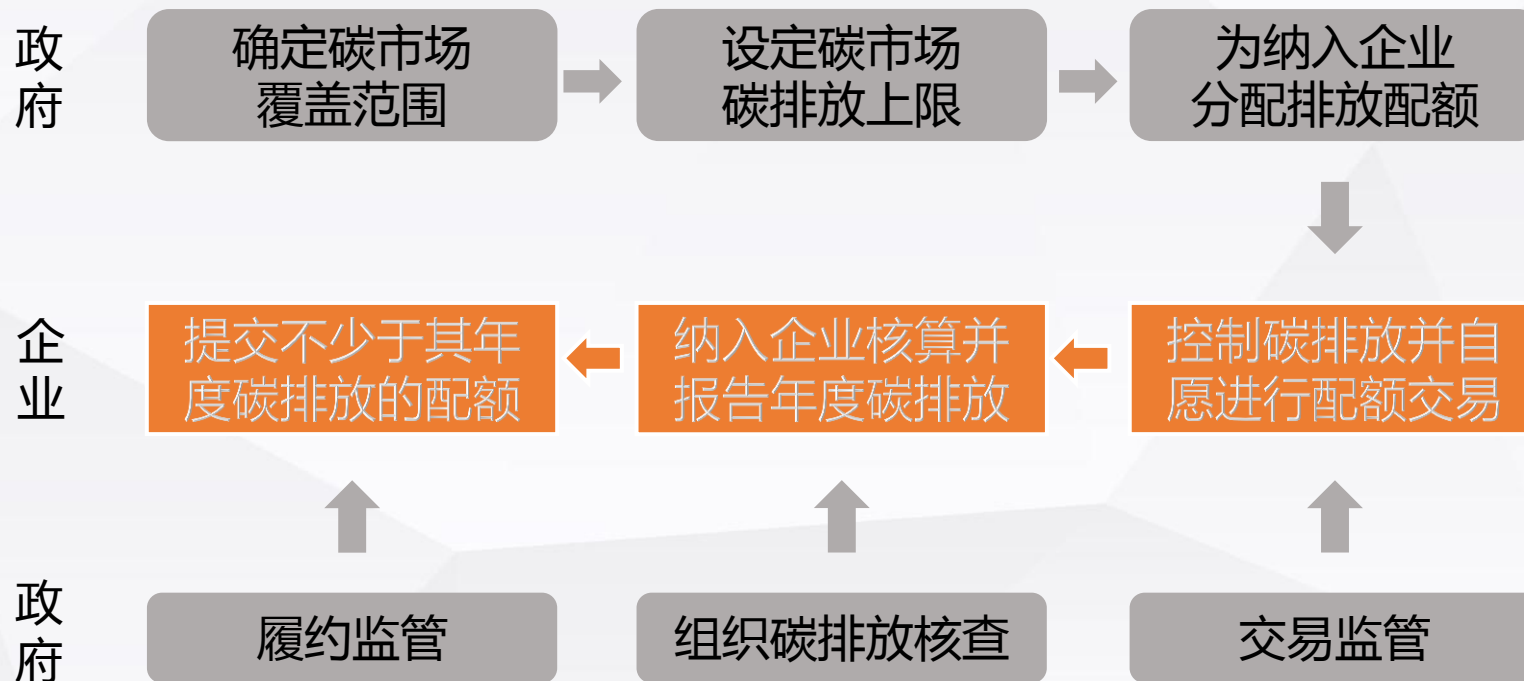 政府
确定碳市场
覆盖范围
设定碳市场
碳排放上限
为纳入企业
分配排放配额
企业
提交不少于其年
度碳排放的配额
纳入企业核算并
报告年度碳排放
控制碳排放并自
愿进行配额交易
政府
履约监管
组织碳排放核查
交易监管